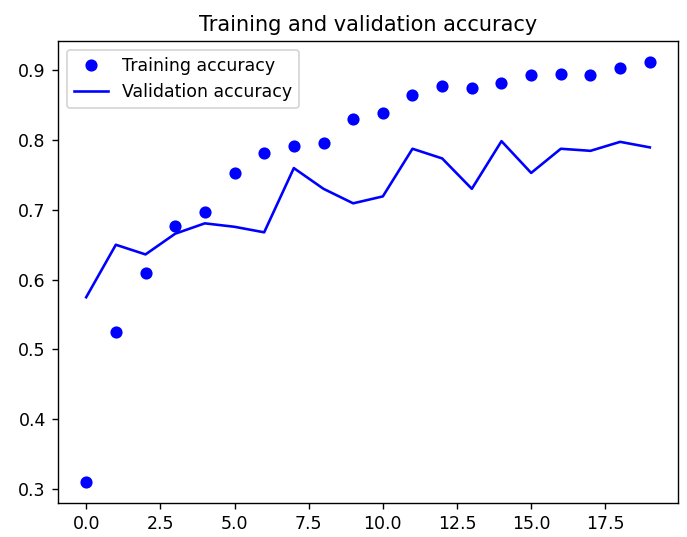 Training and validation accuracy
Training accuracy
Validation accuracy
0.9
0.8
0.7
0.6
0.5
0.4
0.3
0.0 2.5 5.0 7.5 10.0 12.5 15.0 17.5